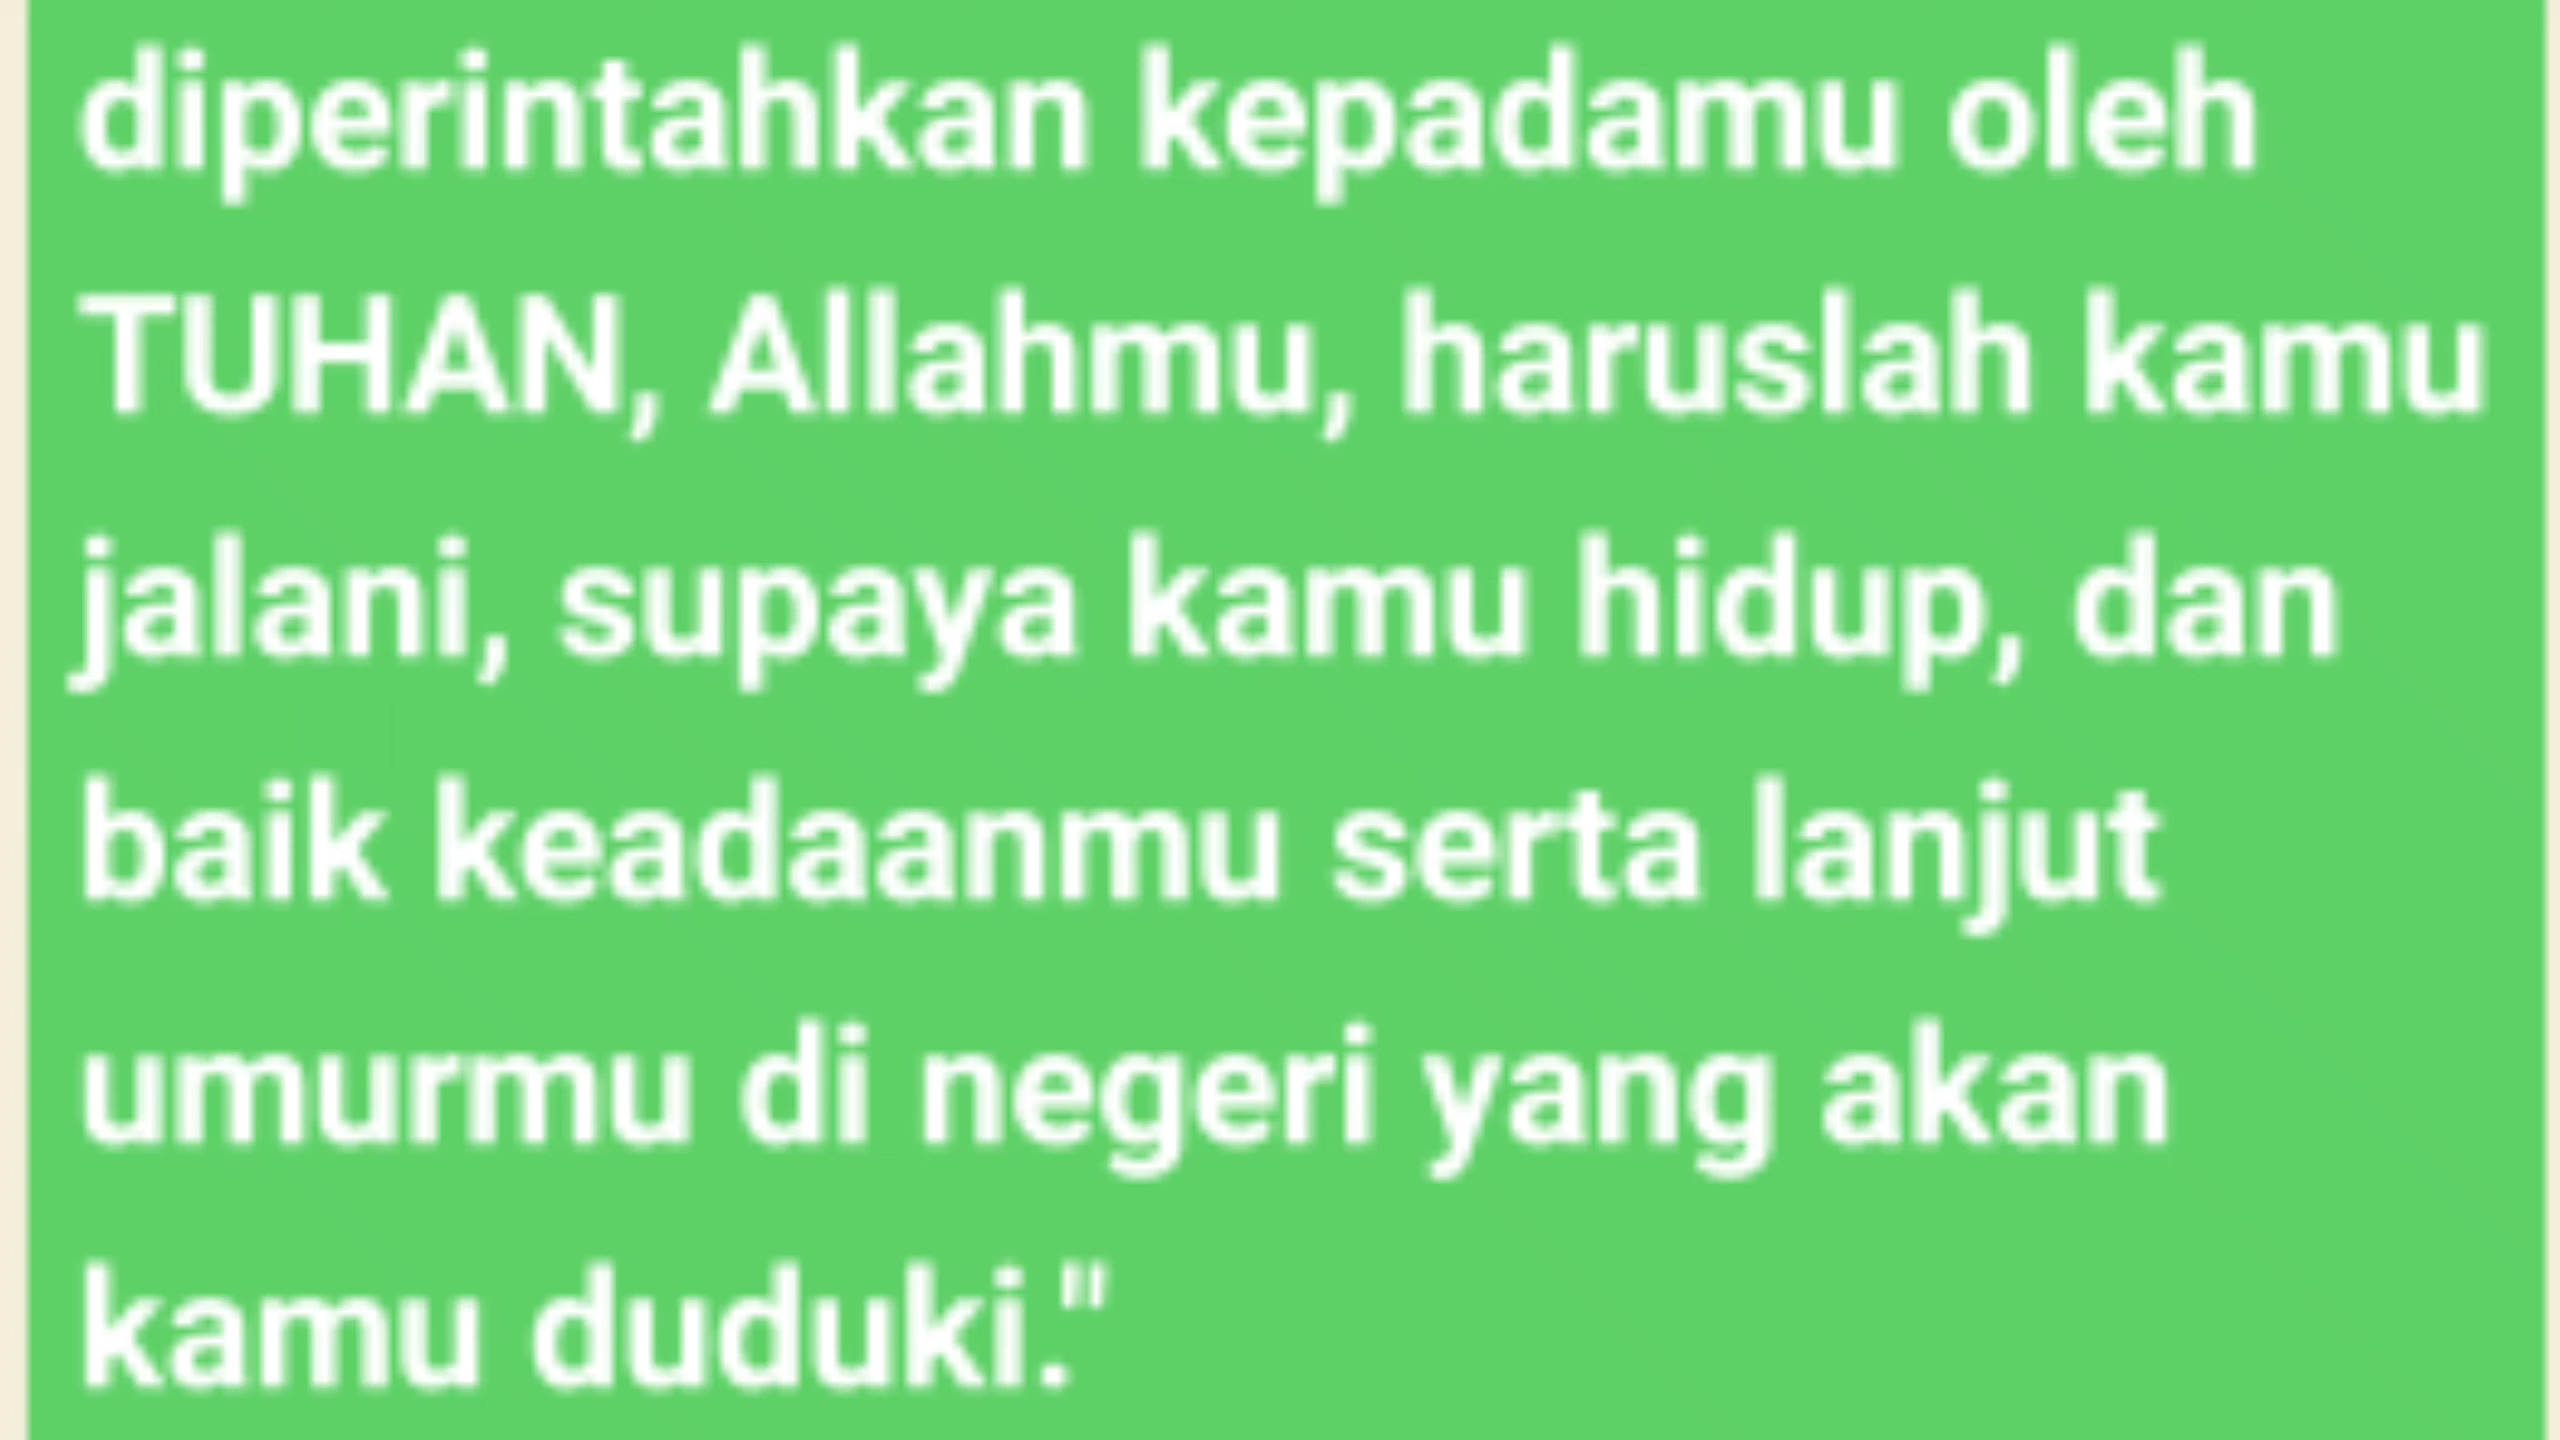 diperintahkan kepadamu oleh
TUHAN, Allahmu, haruslah kamu
jalani, supaya kamu hidup, dan
baik keadaanmu serta lanjut
umurmu di negeri yang akan
kamu duduki."